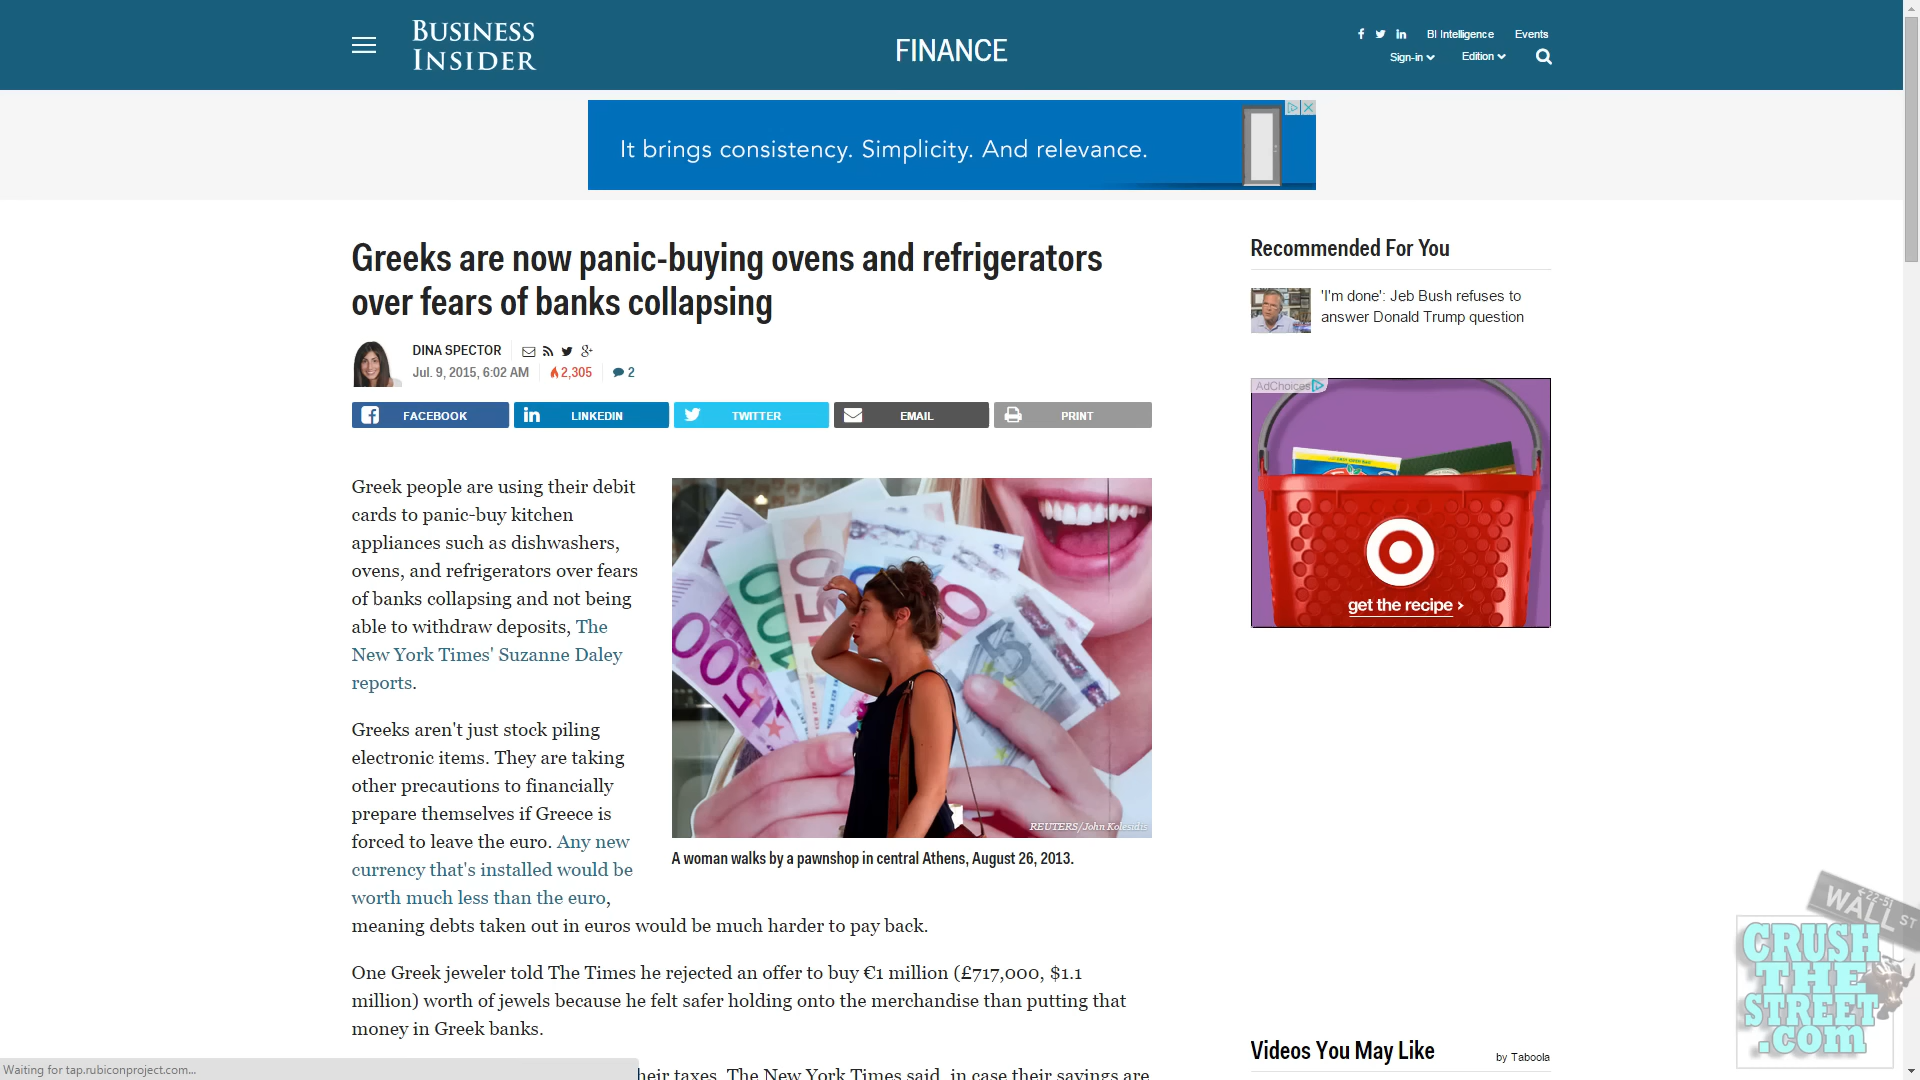 BUSINESS
INSIDER
FINANCE
BI Intelligence Events
Sign-in Edition
It brings consistency. Simplicity. And relevance.
Greeks are now panic-buying ovens and refrigerators
over fears of banks collapsing
DINA SPECTOR
Jul. 9, 2015, 6:02 AM 2,305 2
FACEBOOK LINKEDIN TWITTER EMAIL PRINT
Greek people are using their debit
cards to panic-buy kitchen
appliances such as dishwashers,
ovens, and refrigerators over fears
of banks collapsing and not being
able to withdraw deposits, The
New York Times' Suzanne Daley
reports.
Greeks aren't just stock piling
electronic items. They are taking
other precautions to financially
prepare themselves if Greece is
forced to leave the euro. Any new
currency that's installed would be
worth much less than the euro,
meaning debts taken out in euros would be much harder to pay back.
One Greek jeweler told The Times he rejected an offer to buy €1 million (£717,000, $1.1
million) worth of jewels because he felt safer holding onto the merchandise than putting that
money in Greek banks.
heir taxes, The New York Times said, in case their savings are
500
100
50
10
5
REUTERS/John Kolesidis
A woman walks by a pawnshop in central Athens, August 26, 2013.
Recommended For You
'I'm done': Jeb Bush refuses to
answer Donald Trump question
AdChoices
get the recipe ›
Videos You May Like by Taboola
WALL ST
CRUSH
THE
STREET
.com
Waiting for tap.rubiconproject.com...